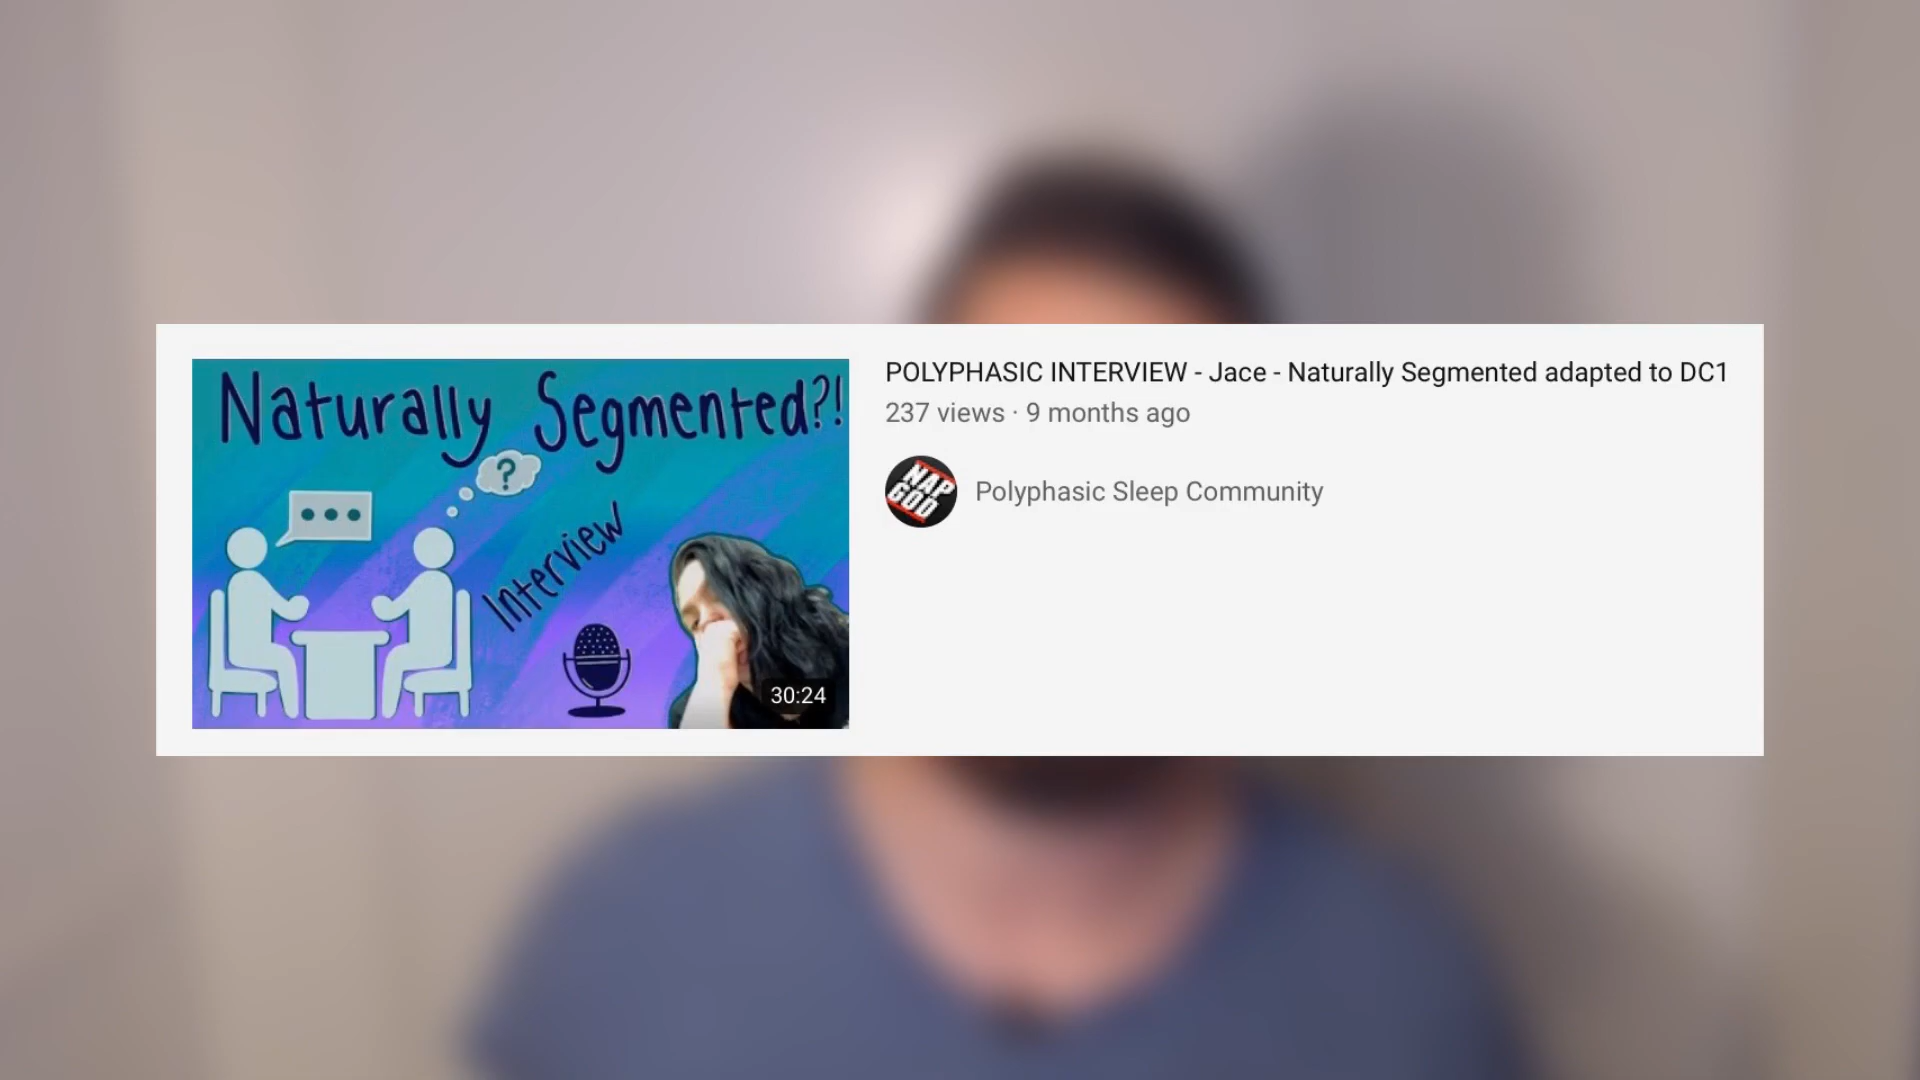 Naturally Segmented?!
?
Interview
30:24
POLYPHASIC INTERVIEW - Jace - Naturally Segmented adapted to DC1
237 views · 9 months ago
NAP
GOD
Polyphasic Sleep Community